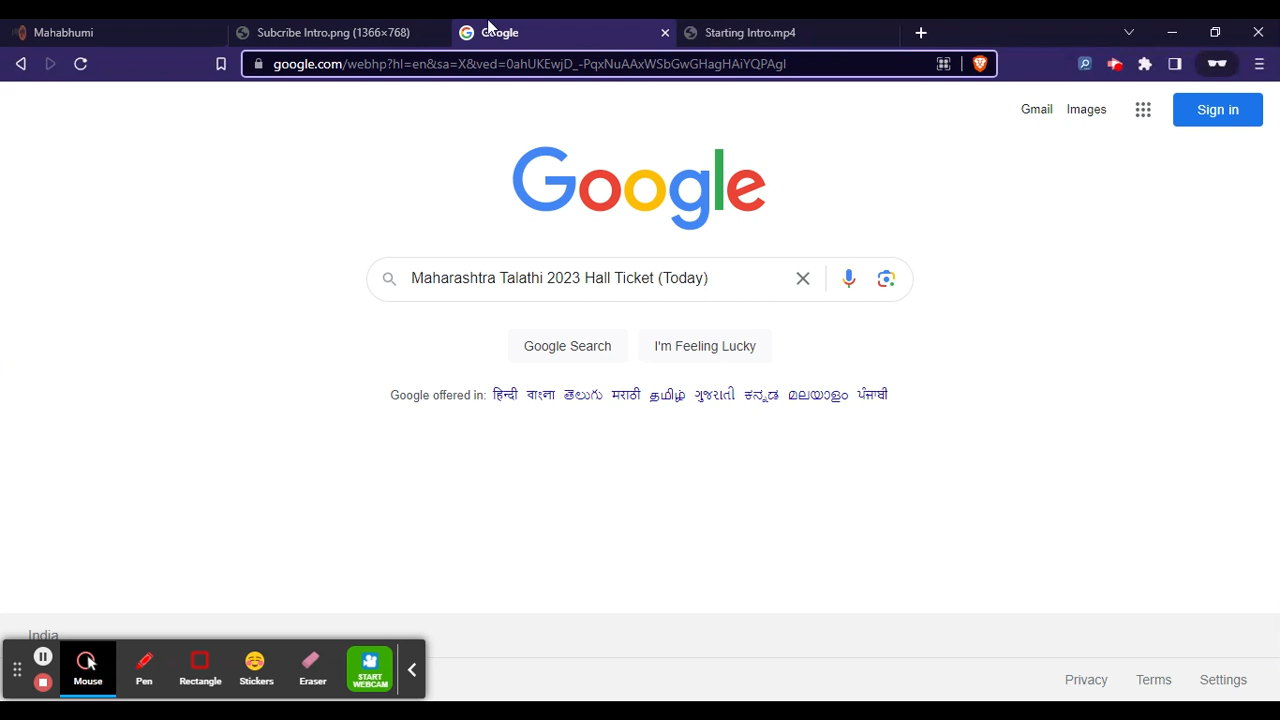 Mahabhumi
Subcribe Intro.png (1366×768)
Google
Starting Intro.mp4
google.com/webhp?hl=en&sa=X&ved=0ahUKEwjD_-PqxNuAAxWSbGwGHagHAiYQPAgI
Gmail Images
Sign in
Google
Maharashtra Talathi 2023 Hall Ticket (Today)
Google Search I'm Feeling Lucky
Google offered in: हिन्दी বাংলা తెలుగు मराठी தமிழ் ગુજરાતી ಕನ್ನಡ മലയാളം ਪੰਜਾਬੀ
India
Mouse Pen Rectangle Stickers Eraser
START
WEBCAM
Privacy Terms Settings